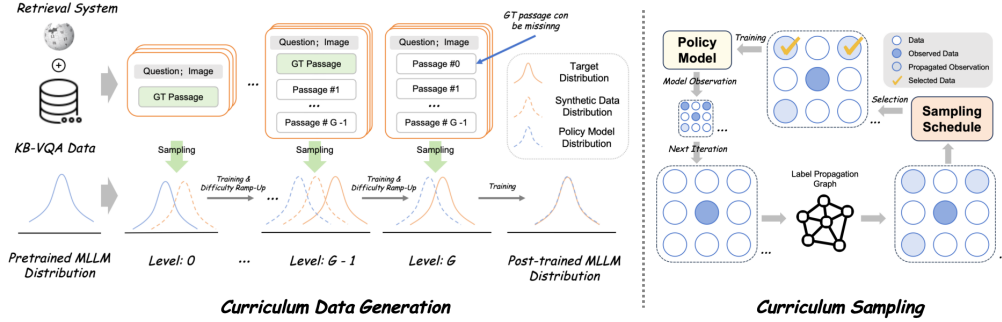 Retrieval System
KB-VQA Data
Question; Image
GT Passage
...
Question; Image
GT Passage
Passage #1
...
Passage # G -1
Question; Image
Passage #0
Passage #1
...
Passage # G -1
GT passage can
be missinng
Target
Distribution
Synthetic Data
Distribution
Policy Model
Distribution
Sampling
Sampling
Sampling
Training &
Difficulty Ramp-Up
...
Training &
Difficulty Ramp-Up
Training
Pretrained MLLM
Distribution
Level: 0
...
Level: G - 1
Level: G
Post-trained MLLM
Distribution
Curriculum Data Generation
Policy
Model
Training
Data
Observed Data
Propagated Observation
Selected Data
Model Observation
...
Next Iteration
Selection
...
Sampling
Schedule
Label Propagation
Graph
...
...
Curriculum Sampling